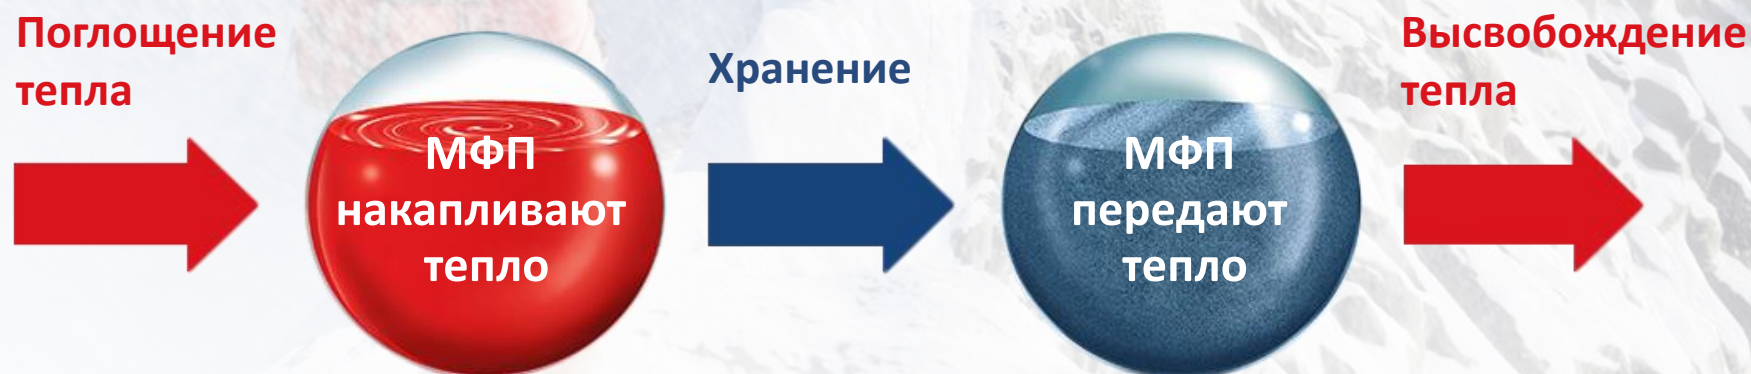 Поглощение
тепла
МФП
накапливают
тепло
Хранение
МФП
передают
тепло
Высвобождение
тепла